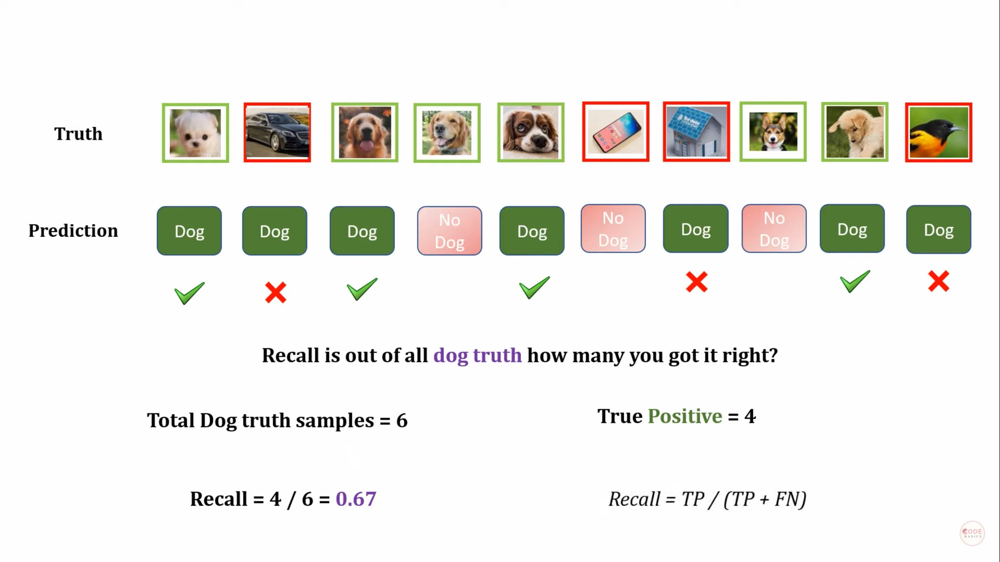 Truth
Prediction
Dog
Dog
Dog
No
Dog
Dog
No
Dog
Dog
No
Dog
Dog
Dog
Recall is out of all dog truth how many you got it right?
Total Dog truth samples = 6
True Positive = 4
Recall = 4 / 6 = 0.67
Recall = TP / (TP + FN)
CODE
BASICS